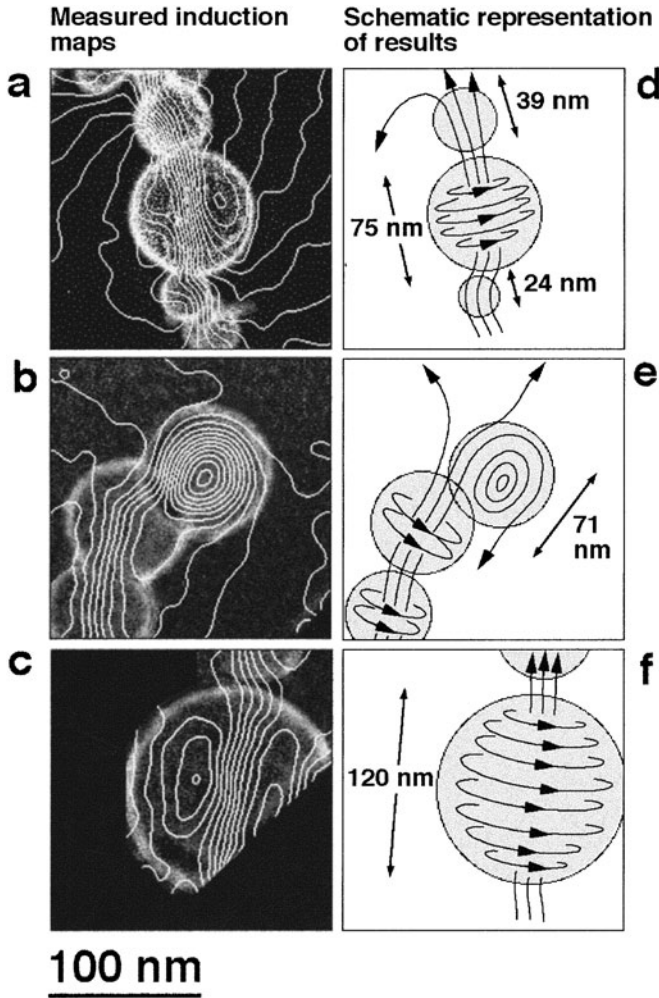 Measured induction maps
Schematic representation of results
a
d
39 nm
75 nm
24 nm
b
e
71 nm
c
f
120 nm
100 nm